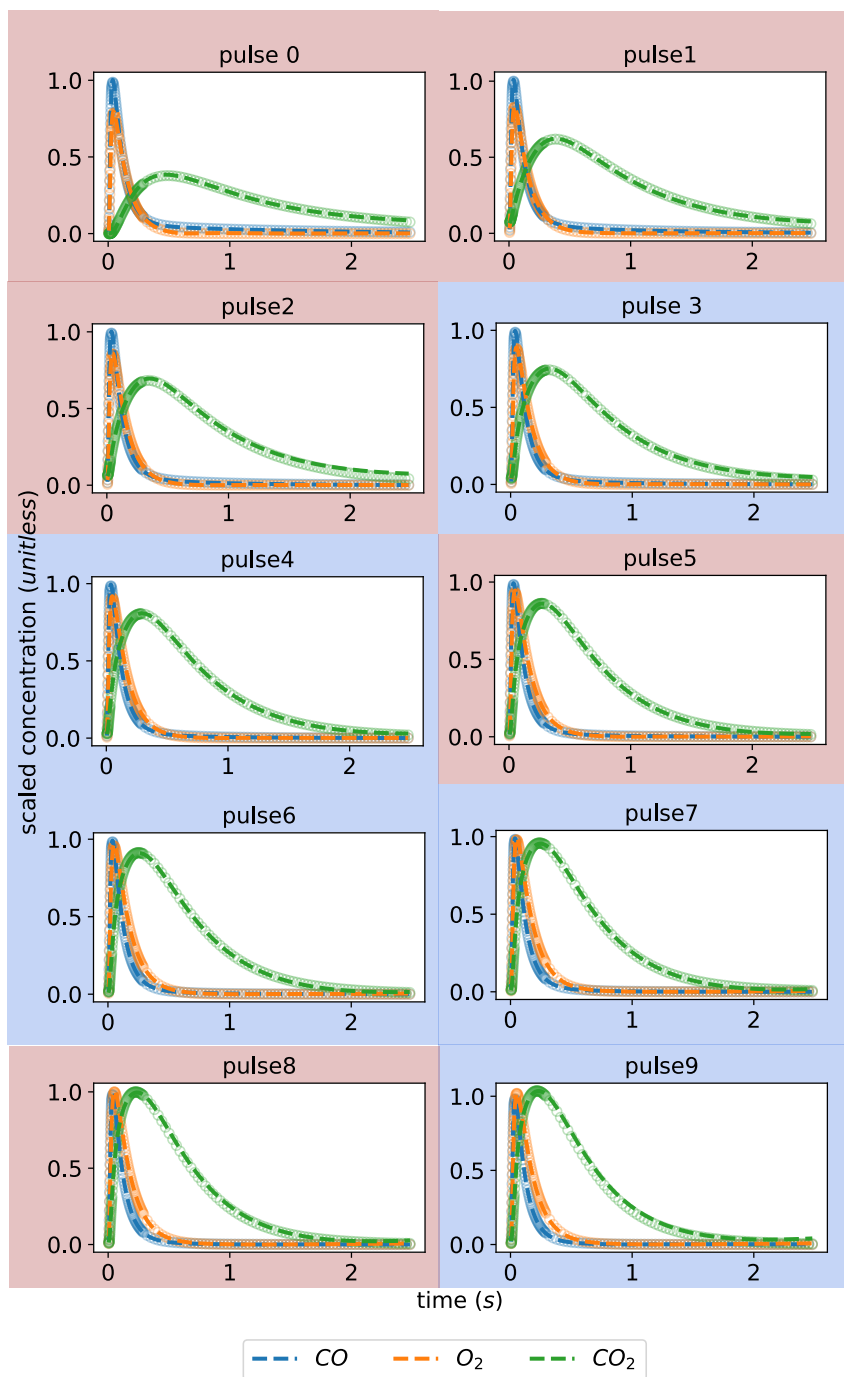 pulse 0
1.0
0.5
0.0
0 1 2
pulse1
1.0
0.5
0.0
0 1 2
pulse2
1.0
0.5
0.0
0 1 2
pulse 3
1.0
0.5
0.0
0 1 2
pulse4
1.0
0.5
0.0
0 1 2
pulse5
1.0
0.5
0.0
0 1 2
pulse6
1.0
0.5
0.0
0 1 2
pulse7
1.0
0.5
0.0
0 1 2
pulse8
1.0
0.5
0.0
0 1 2
pulse9
1.0
0.5
0.0
0 1 2
scaled concentration (unitless)
time (s)
CO O₂ CO₂